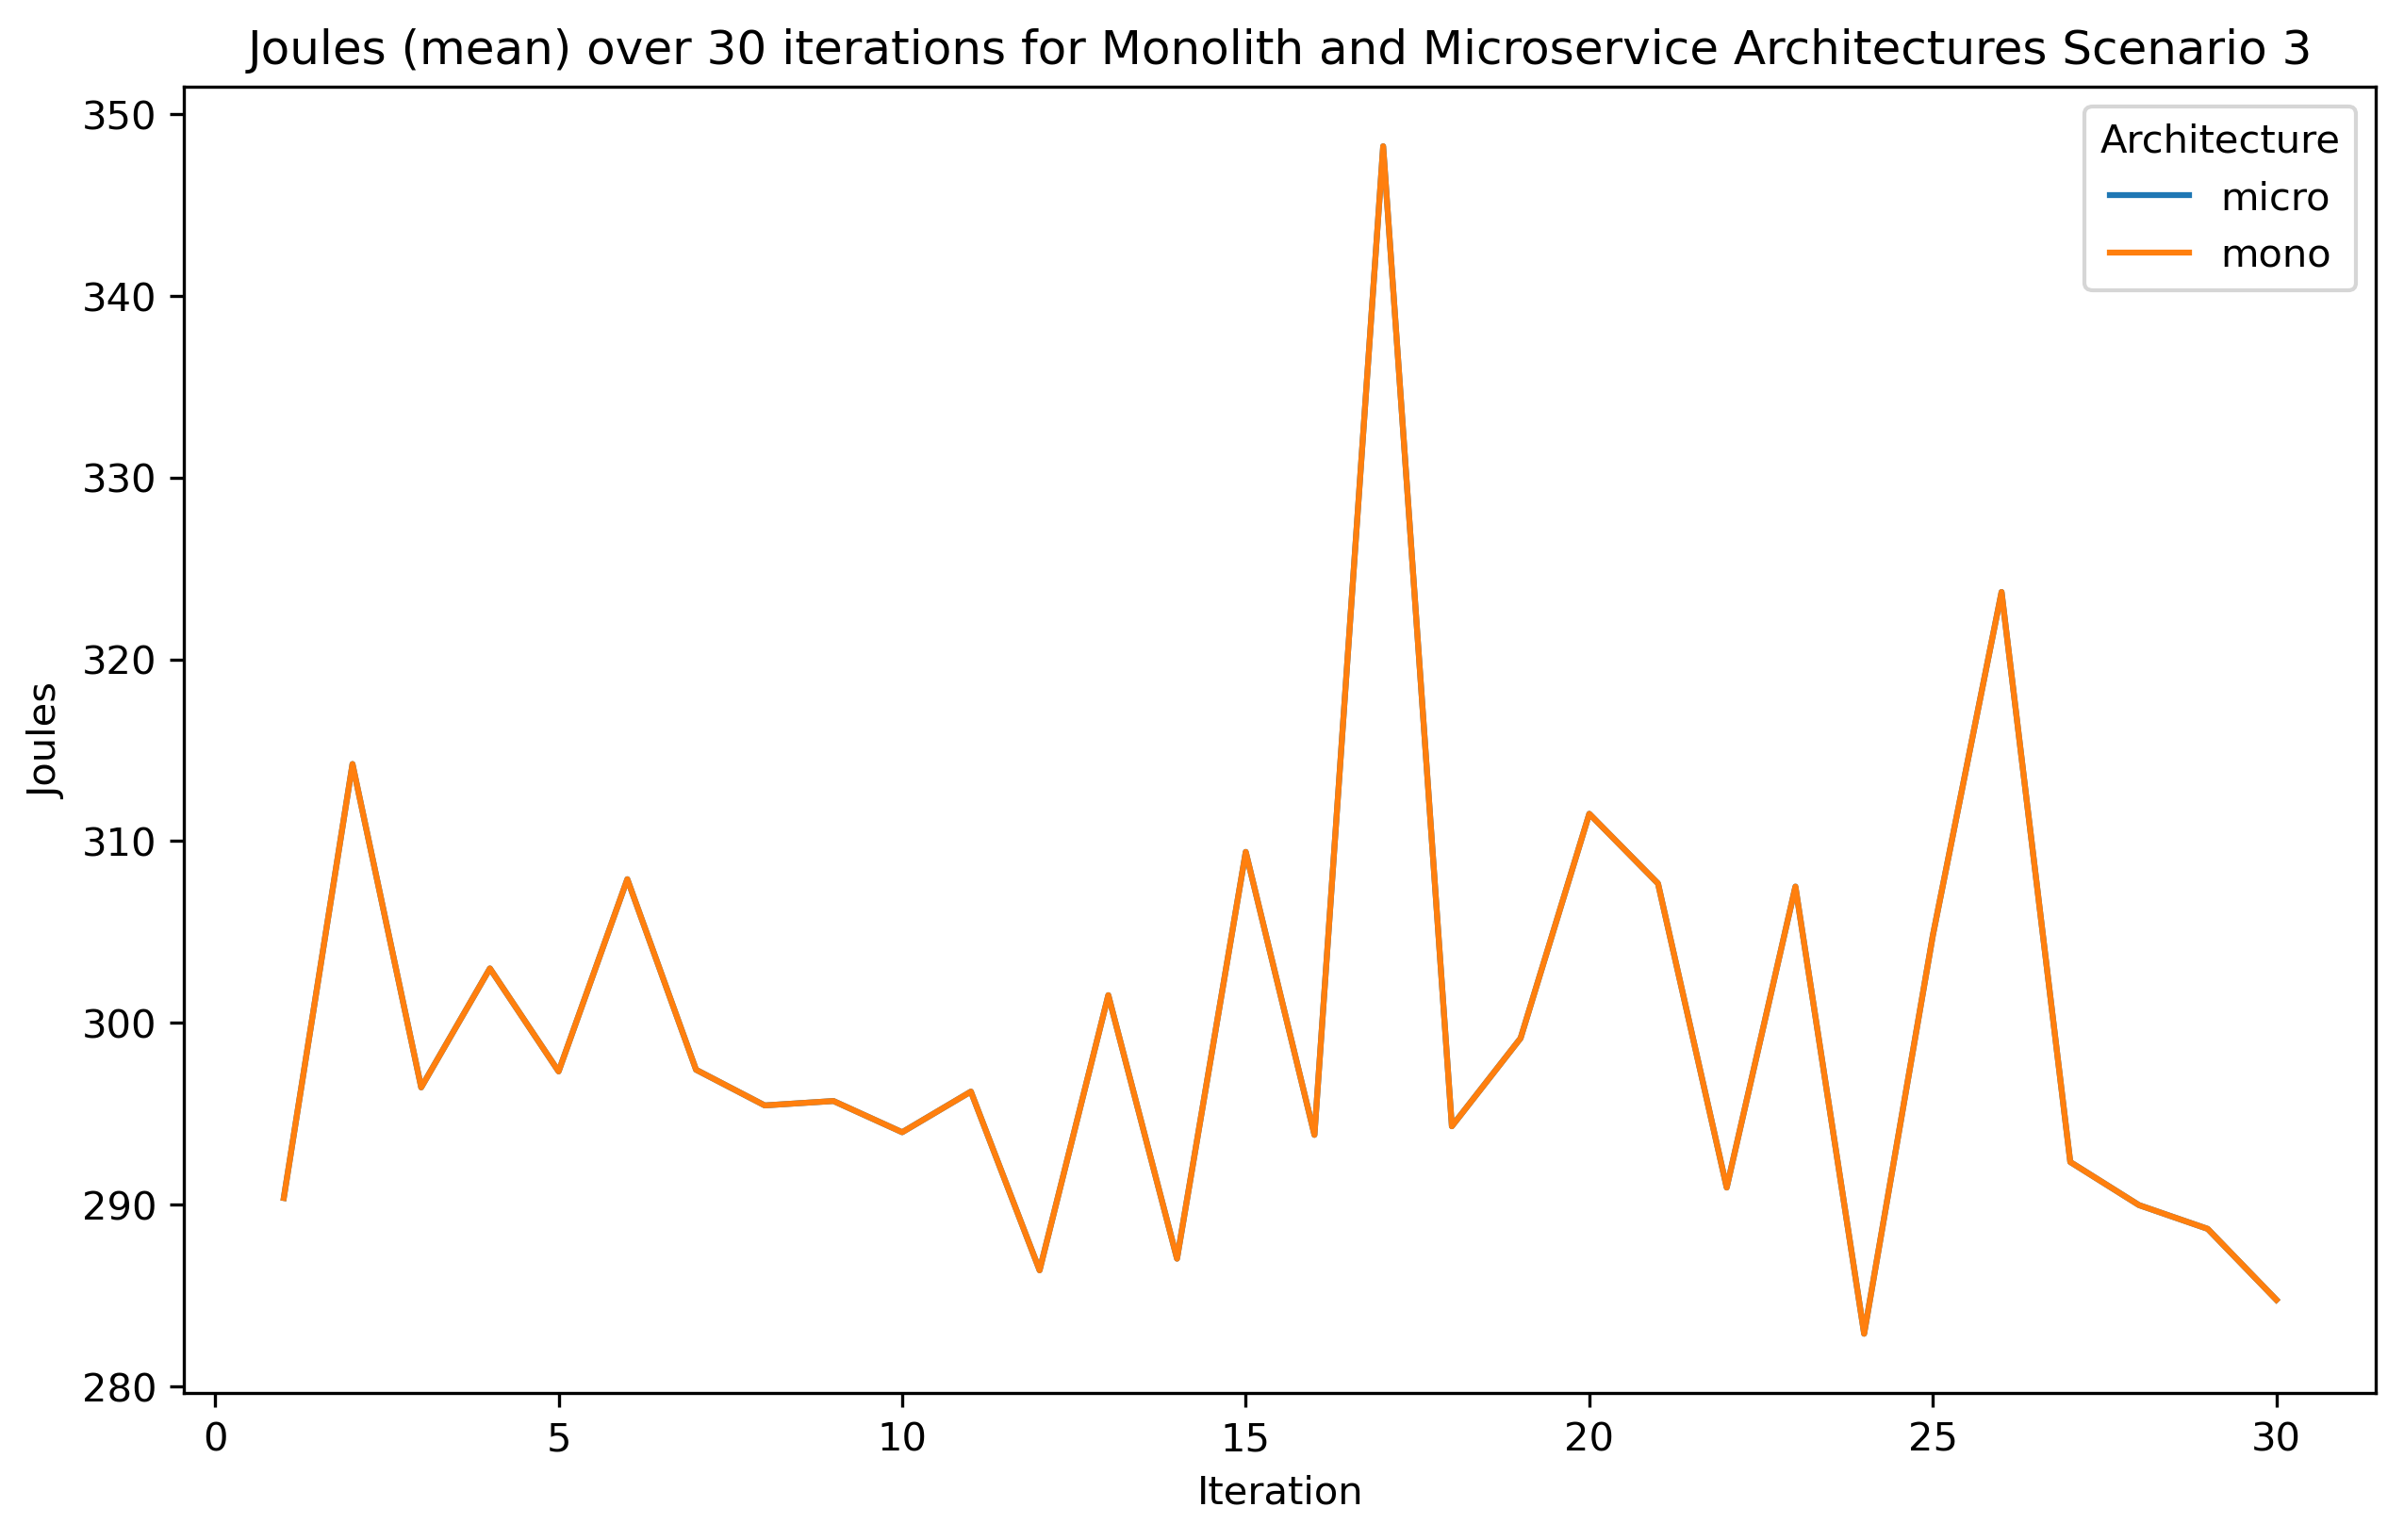 Joules (mean) over 30 iterations for Monolith and Microservice Architectures Scenario 3
350
340
330
320
310
300
290
280
Joules
Architecture
micro
mono
0 5 10 15 20 25 30
Iteration